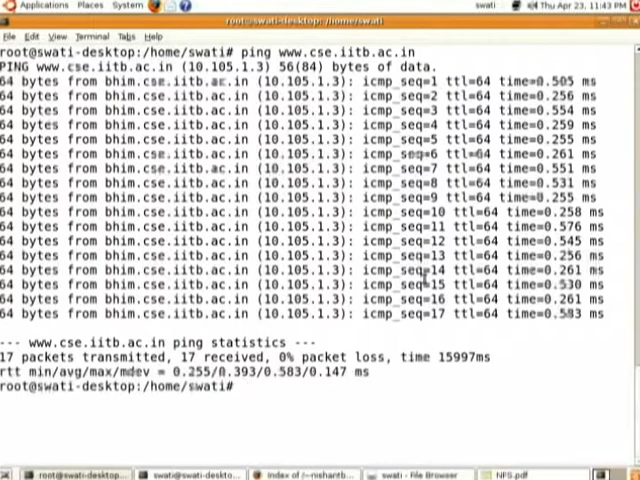 Applications Places System swati Thu Apr 23, 11:43 PM
root@swati-desktop: /home/swati
File Edit View Terminal Tabs Help
root@swati-desktop:/home/swati# ping www.cse.iitb.ac.in
PING www.cse.iitb.ac.in (10.105.1.3) 56(84) bytes of data.
64 bytes from bhim.cse.iitb.ac.in (10.105.1.3): icmp_seq=1 ttl=64 time=0.505 ms
64 bytes from bhim.cse.iitb.ac.in (10.105.1.3): icmp_seq=2 ttl=64 time=0.256 ms
64 bytes from bhim.cse.iitb.ac.in (10.105.1.3): icmp_seq=3 ttl=64 time=0.554 ms
64 bytes from bhim.cse.iitb.ac.in (10.105.1.3): icmp_seq=4 ttl=64 time=0.259 ms
64 bytes from bhim.cse.iitb.ac.in (10.105.1.3): icmp_seq=5 ttl=64 time=0.255 ms
64 bytes from bhim.cse.iitb.ac.in (10.105.1.3): icmp_seq=6 ttl=64 time=0.261 ms
64 bytes from bhim.cse.iitb.ac.in (10.105.1.3): icmp_seq=7 ttl=64 time=0.551 ms
64 bytes from bhim.cse.iitb.ac.in (10.105.1.3): icmp_seq=8 ttl=64 time=0.531 ms
64 bytes from bhim.cse.iitb.ac.in (10.105.1.3): icmp_seq=9 ttl=64 time=0.255 ms
64 bytes from bhim.cse.iitb.ac.in (10.105.1.3): icmp_seq=10 ttl=64 time=0.258 ms
64 bytes from bhim.cse.iitb.ac.in (10.105.1.3): icmp_seq=11 ttl=64 time=0.576 ms
64 bytes from bhim.cse.iitb.ac.in (10.105.1.3): icmp_seq=12 ttl=64 time=0.545 ms
64 bytes from bhim.cse.iitb.ac.in (10.105.1.3): icmp_seq=13 ttl=64 time=0.256 ms
64 bytes from bhim.cse.iitb.ac.in (10.105.1.3): icmp_seq=14 ttl=64 time=0.261 ms
64 bytes from bhim.cse.iitb.ac.in (10.105.1.3): icmp_seq=15 ttl=64 time=0.530 ms
64 bytes from bhim.cse.iitb.ac.in (10.105.1.3): icmp_seq=16 ttl=64 time=0.261 ms
64 bytes from bhim.cse.iitb.ac.in (10.105.1.3): icmp_seq=17 ttl=64 time=0.583 ms
--- www.cse.iitb.ac.in ping statistics ---
17 packets transmitted, 17 received, 0% packet loss, time 15997ms
rtt min/avg/max/mdev = 0.255/0.393/0.583/0.147 ms
root@swati-desktop:/home/swati#
root@swati-desktop... swati@swati-deskto... Index of /~nishantb... swati - File Browser NFS.pdf